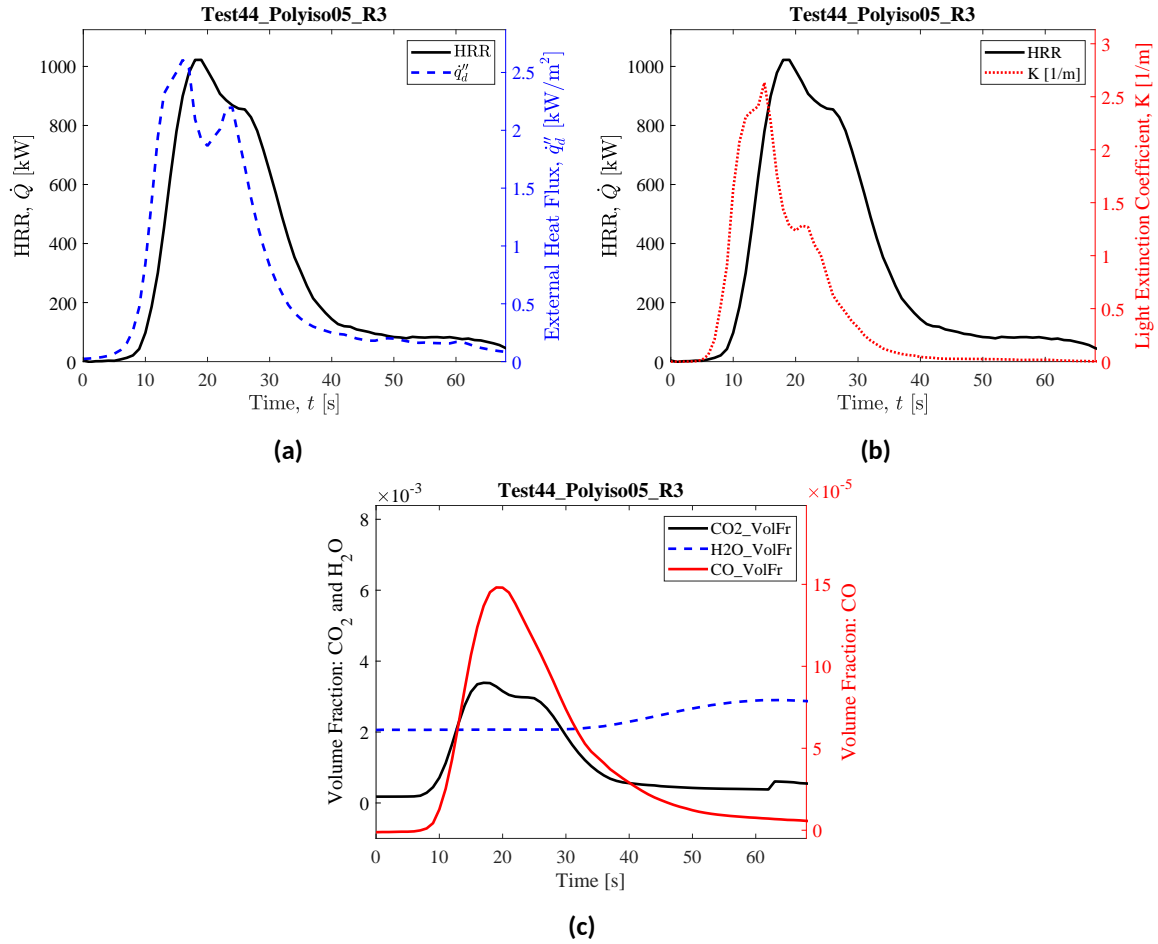 Test44_Polyiso05_R3
HRR
q̇″_d
HRR, Q̇ [kW]
1000
800
600
400
200
0
External Heat Flux, q̇″_d [kW/m²]
2.5
2
1.5
1
0.5
0
0 10 20 30 40 50 60
Time, t [s]
(a)
Test44_Polyiso05_R3
HRR
K [1/m]
HRR, Q̇ [kW]
1000
800
600
400
200
0
Light Extinction Coefficient, K [1/m]
3
2.5
2
1.5
1
0.5
0
0 10 20 30 40 50 60
Time, t [s]
(b)
Test44_Polyiso05_R3
×10⁻³
×10⁻⁵
CO2_VolFr
H2O_VolFr
CO_VolFr
Volume Fraction: CO₂ and H₂O
8
6
4
2
0
Volume Fraction: CO
15
10
5
0
0 10 20 30 40 50 60
Time [s]
(c)